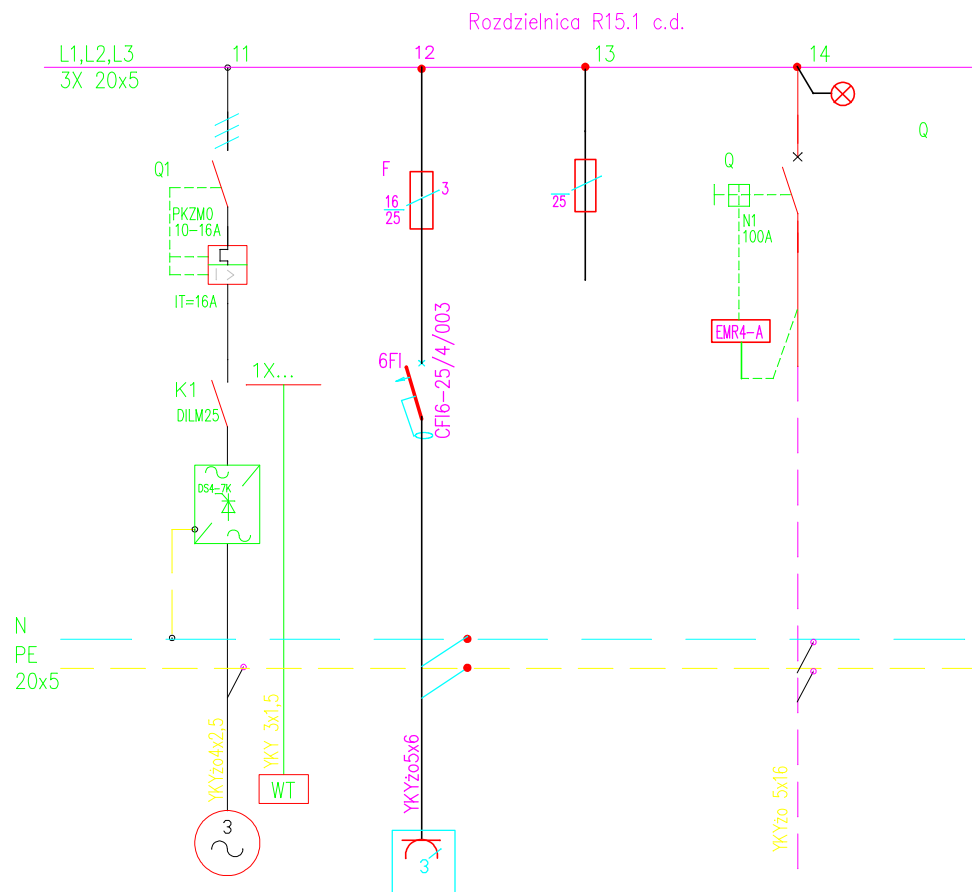 Rozdzielnica R15.1 c.d.
L1,L2,L3
3X 20x5
11
12
13
14
Q
Q1
PKZM0
10-16A
I>
IT=16A
K1
DILM25
DS4-7K
1X...
F
16
25
3
6FI
CFI6-25/4/003
25
Q
N1
100A
EMR4-A
N
PE
20x5
YKYżo4x2,5
YKY 3x1,5
WT
YKYżo5x6
YKYżo 5x16
3
3